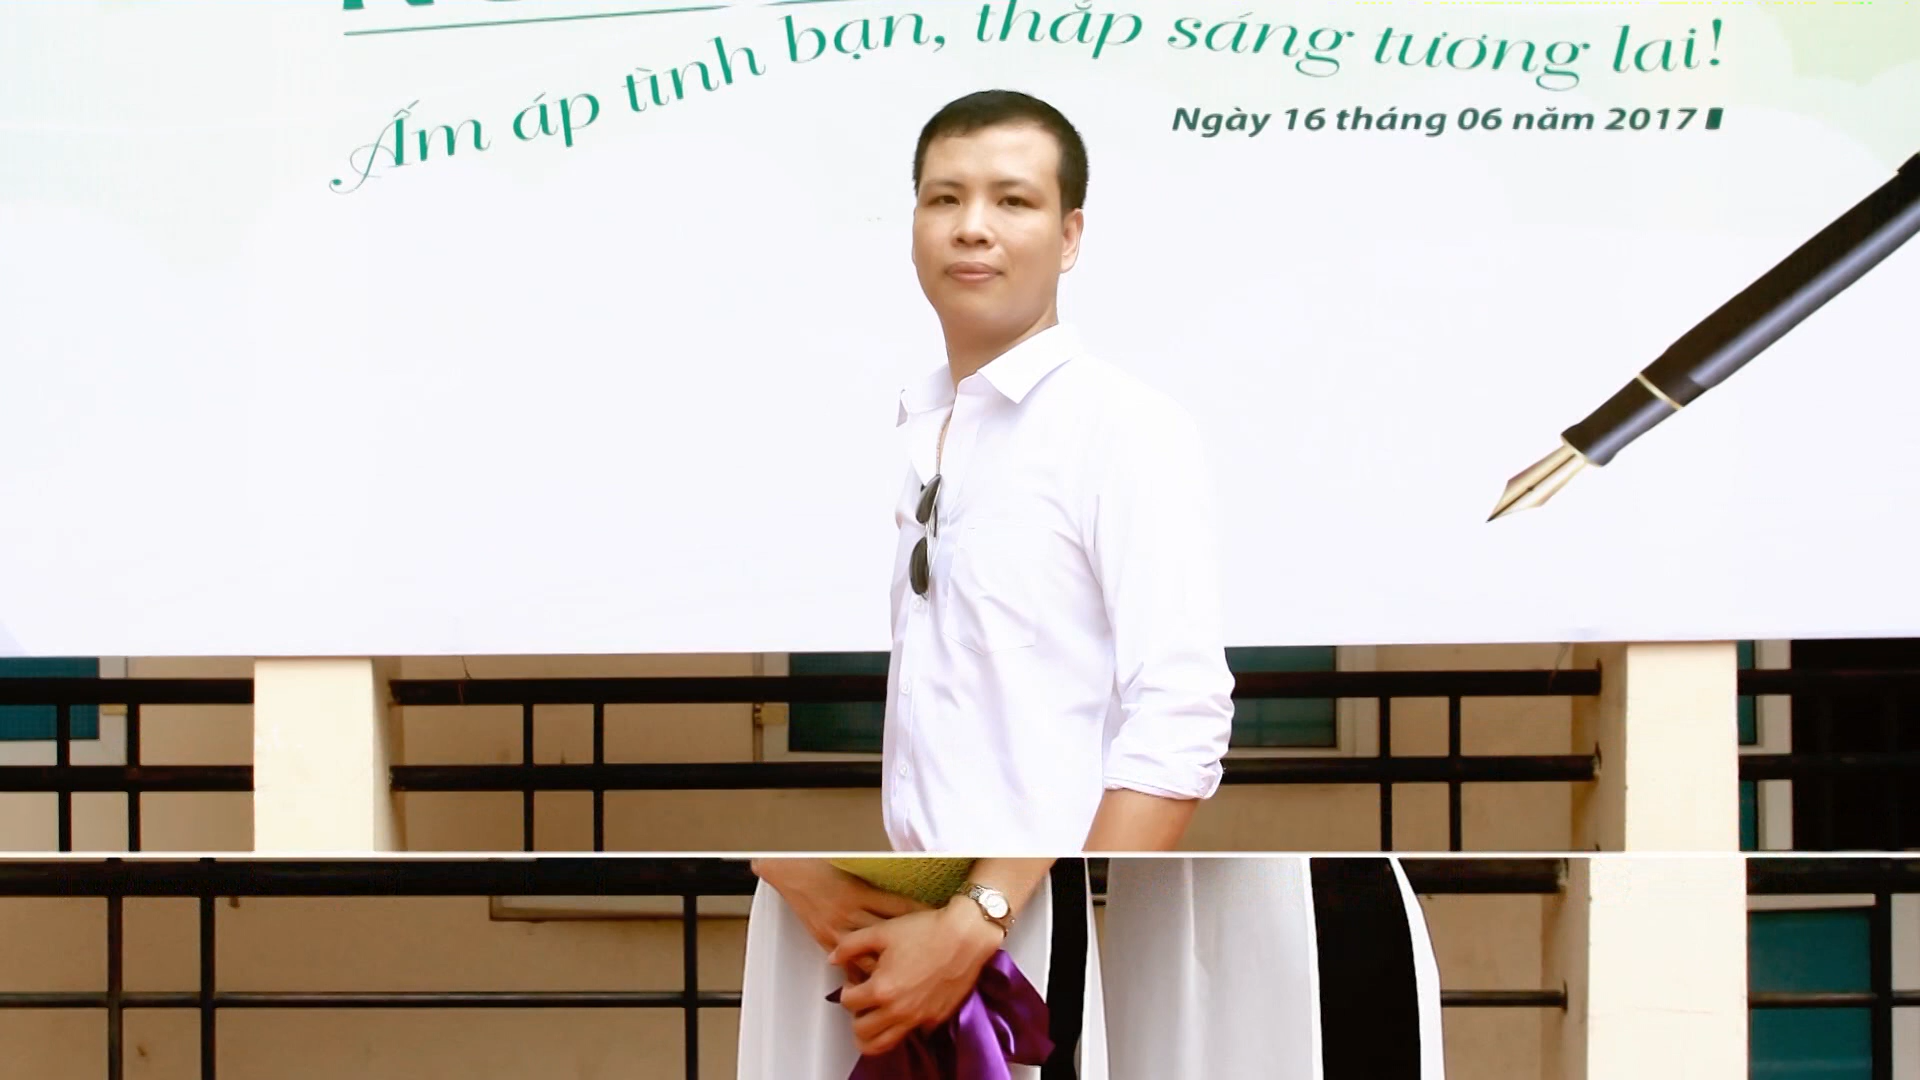 Ấm áp tình bạn, thắp sáng tương lai!
Ngày 16 tháng 06 năm 2017